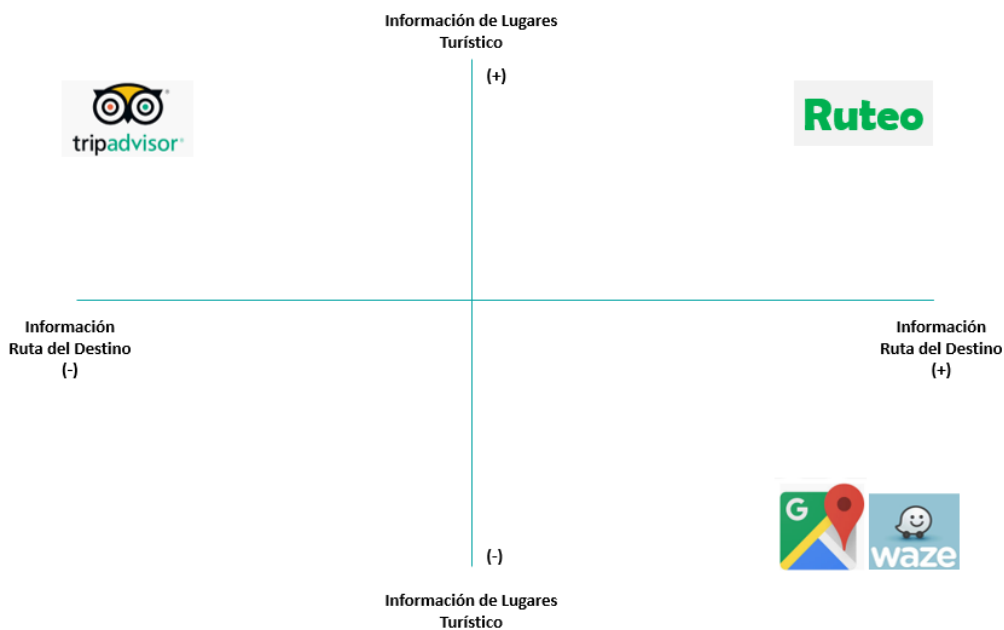 Información de Lugares
Turístico
(+)
tripadvisor®
Ruteo
Información
Ruta del Destino
(-)
Información
Ruta del Destino
(+)
G
waze
(-)
Información de Lugares
Turístico